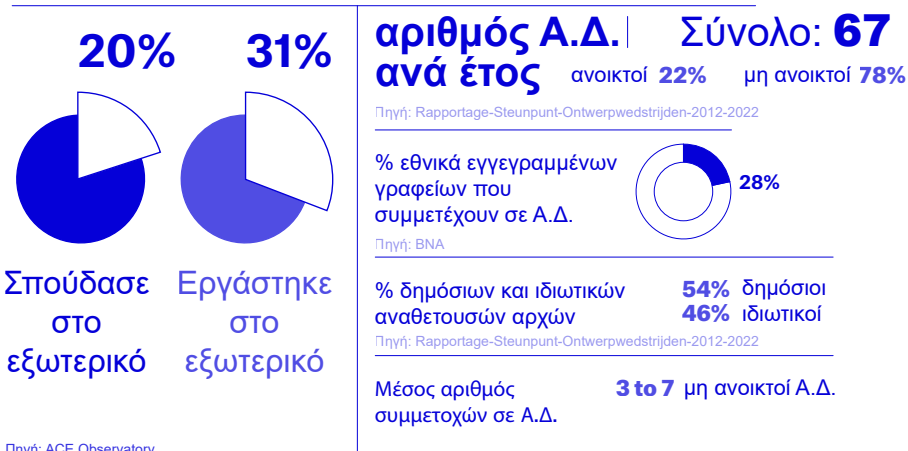 20% 31%
Σπούδασε
στο
εξωτερικό
Εργάστηκε
στο
εξωτερικό
Πηγή: ACE Observatory
αριθμός Α.Δ.
ανά έτος
Σύνολο: 67
ανοικτοί 22% μη ανοικτοί 78%
Πηγή: Rapportage-Steunpunt-Ontwerpwedstrijden-2012-2022
% εθνικά εγγεγραμμένων
γραφείων που
συμμετέχουν σε Α.Δ.
28%
Πηγή: BNA
% δημόσιων και ιδιωτικών
αναθετουσών αρχών
54% δημόσιοι
46% ιδιωτικοί
Πηγή: Rapportage-Steunpunt-Ontwerpwedstrijden-2012-2022
Μέσος αριθμός
συμμετοχών σε Α.Δ.
3 to 7 μη ανοικτοί Α.Δ.